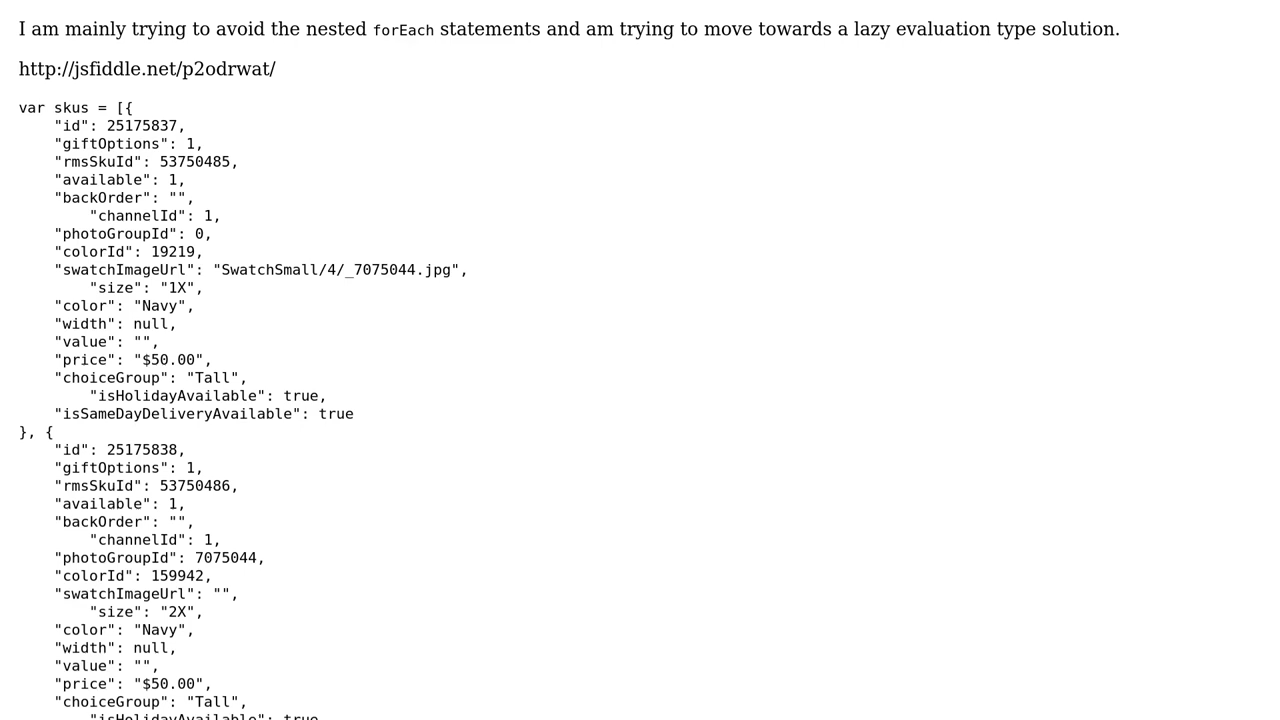 I am mainly trying to avoid the nested forEach statements and am trying to move towards a lazy evaluation type solution.
http://jsfiddle.net/p2odrwat/
var skus = [{
    "id": 25175837,
    "giftOptions": 1,
    "rmsSkuId": 53750485,
    "available": 1,
    "backOrder": "",
        "channelId": 1,
    "photoGroupId": 0,
    "colorId": 19219,
    "swatchImageUrl": "SwatchSmall/4/_7075044.jpg",
        "size": "1X",
    "color": "Navy",
    "width": null,
    "value": "",
    "price": "$50.00",
    "choiceGroup": "Tall",
        "isHolidayAvailable": true,
    "isSameDayDeliveryAvailable": true
}, {
    "id": 25175838,
    "giftOptions": 1,
    "rmsSkuId": 53750486,
    "available": 1,
    "backOrder": "",
        "channelId": 1,
    "photoGroupId": 7075044,
    "colorId": 159942,
    "swatchImageUrl": "",
        "size": "2X",
    "color": "Navy",
    "width": null,
    "value": "",
    "price": "$50.00",
    "choiceGroup": "Tall",
        "isHolidayAvailable": true,